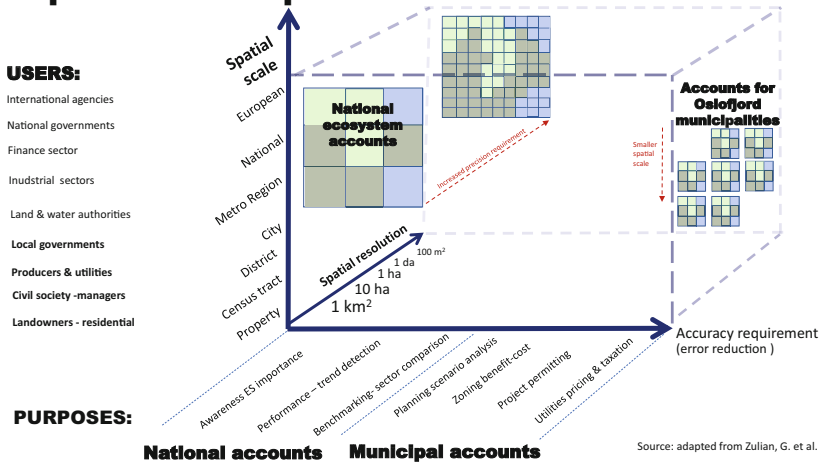 Spatial
scale
USERS:
International agencies
National governments
Finance sector
Inudstrial sectors
Land & water authorities
Local governments
Producers & utilities
Civil society -managers
Landowners - residential
European
National
Metro Region
City
District
Census tract
Property
National
ecosystem
accounts
Increased precision requirement
Accounts for
Oslofjord
municipalities
Smaller
spatial
scale
Spatial resolution
100 m²
1 da
1 ha
10 ha
1 km²
Accuracy requirement
(error reduction )
Awareness ES importance
Performance – trend detection
Benchmarking- sector comparison
Planning scenario analysis
Zoning benefit-cost
Project permitting
Utilities pricing & taxation
PURPOSES:
National accounts
Municipal accounts
Source: adapted from Zulian, G. et al.